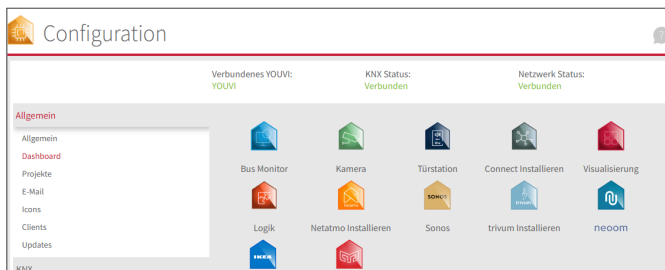 Configuration
Verbundenes YOUVI: KNX Status: Netzwerk Status:
YOUVI Verbunden Verbunden
Allgemein
Allgemein
Dashboard
Projekte
E-Mail
Icons
Clients
Updates
KNX
Bus Monitor Kamera Türstation Connect Installieren Visualisierung
SONOS
Logik Netatmo Installieren Sonos trivum Installieren neoom
IKEA